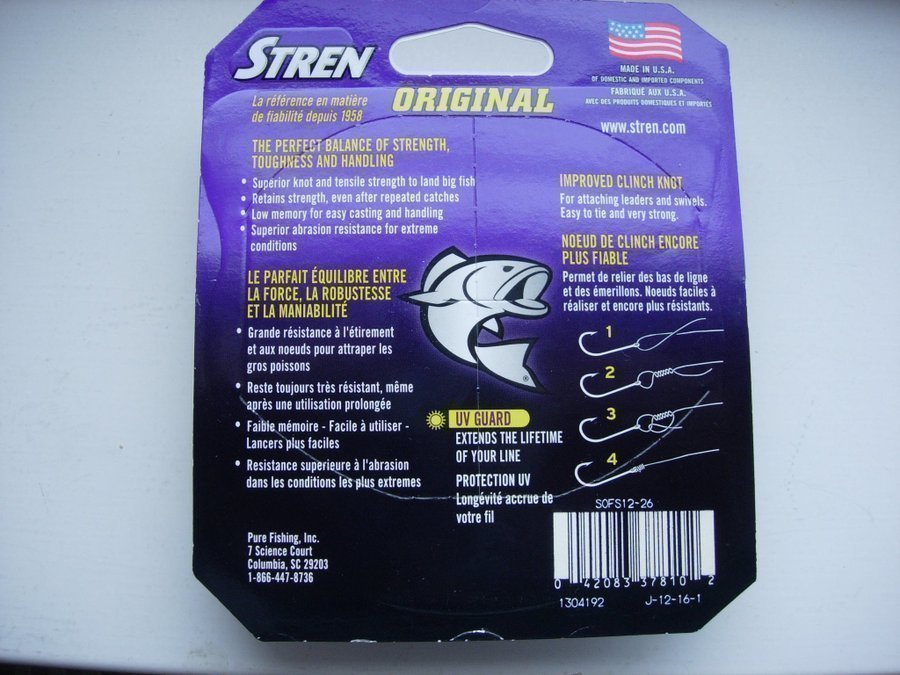 STREN
La référence en matière
de fiabilité depuis 1958
ORIGINAL
MADE IN U.S.A.
OF DOMESTIC AND IMPORTED COMPONENTS
FABRIQUÉ AUX U.S.A.
AVEC DES PRODUITS DOMESTIQUES ET IMPORTÉS
www.stren.com
THE PERFECT BALANCE OF STRENGTH,
TOUGHNESS AND HANDLING
• Superior knot and tensile strength to land big fish
• Retains strength, even after repeated catches
• Low memory for easy casting and handling
• Superior abrasion resistance for extreme
conditions
LE PARFAIT ÉQUILIBRE ENTRE
LA FORCE, LA ROBUSTESSE
ET LA MANIABILITÉ
• Grande résistance à l'étirement
et aux noeuds pour attraper les
gros poissons
• Reste toujours très résistant, même
après une utilisation prolongée
• Faible mémoire - Facile à utiliser -
Lancers plus faciles
• Resistance superieure à l'abrasion
dans les conditions les plus extremes
Pure Fishing, Inc.
7 Science Court
Columbia, SC 29203
1-866-447-8736
®
UV GUARD
EXTENDS THE LIFETIME
OF YOUR LINE
PROTECTION UV
Longévité accrue de
votre fil
IMPROVED CLINCH KNOT
For attaching leaders and swivels.
Easy to tie and very strong.
NOEUD DE CLINCH ENCORE
PLUS FIABLE
Permet de relier des bas de ligne
et des émerillons. Noeuds faciles à
réaliser et encore plus résistants.
1
2
3
4
SOFS12-26
0 42083 37810 2
1304192 J-12-16-1